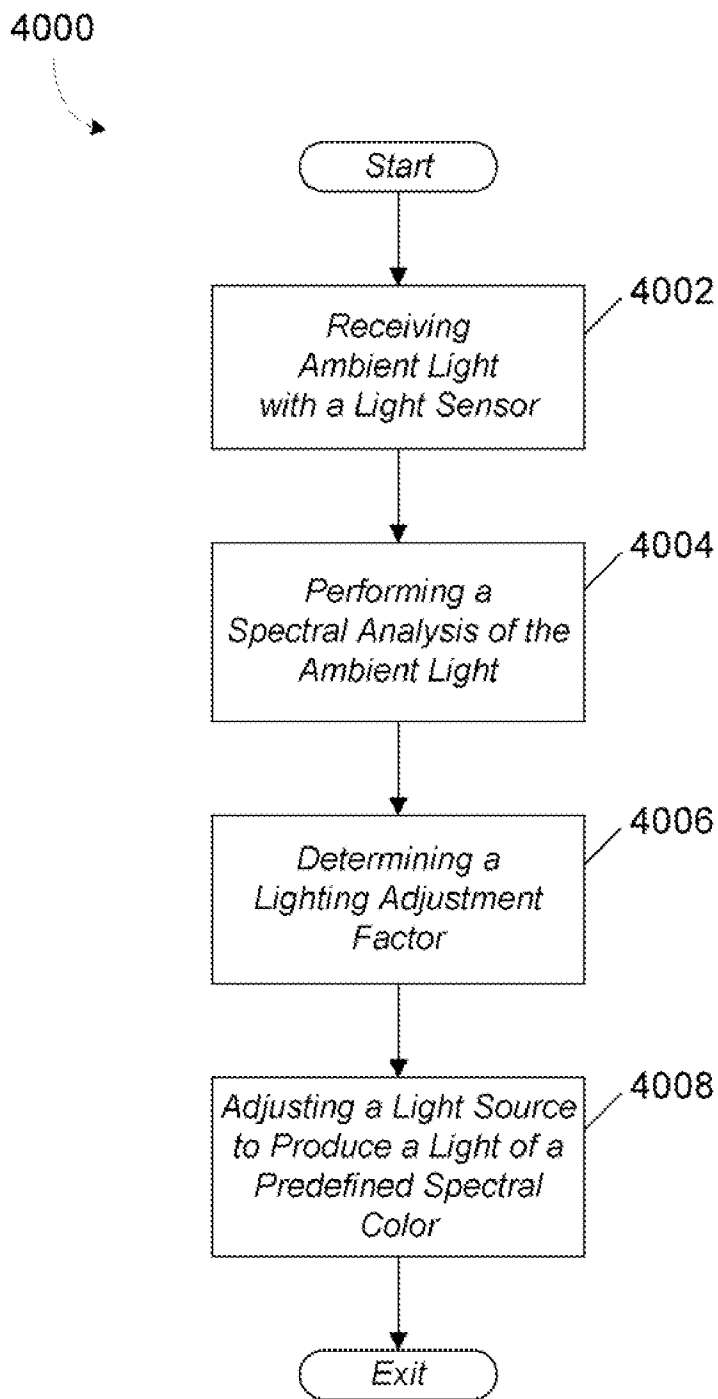 4000
Start
4002
Receiving
Ambient Light
with a Light Sensor
4004
Performing a
Spectral Analysis of the
Ambient Light
4006
Determining a
Lighting Adjustment
Factor
4008
Adjusting a Light Source
to Produce a Light of a
Predefined Spectral
Color
Exit